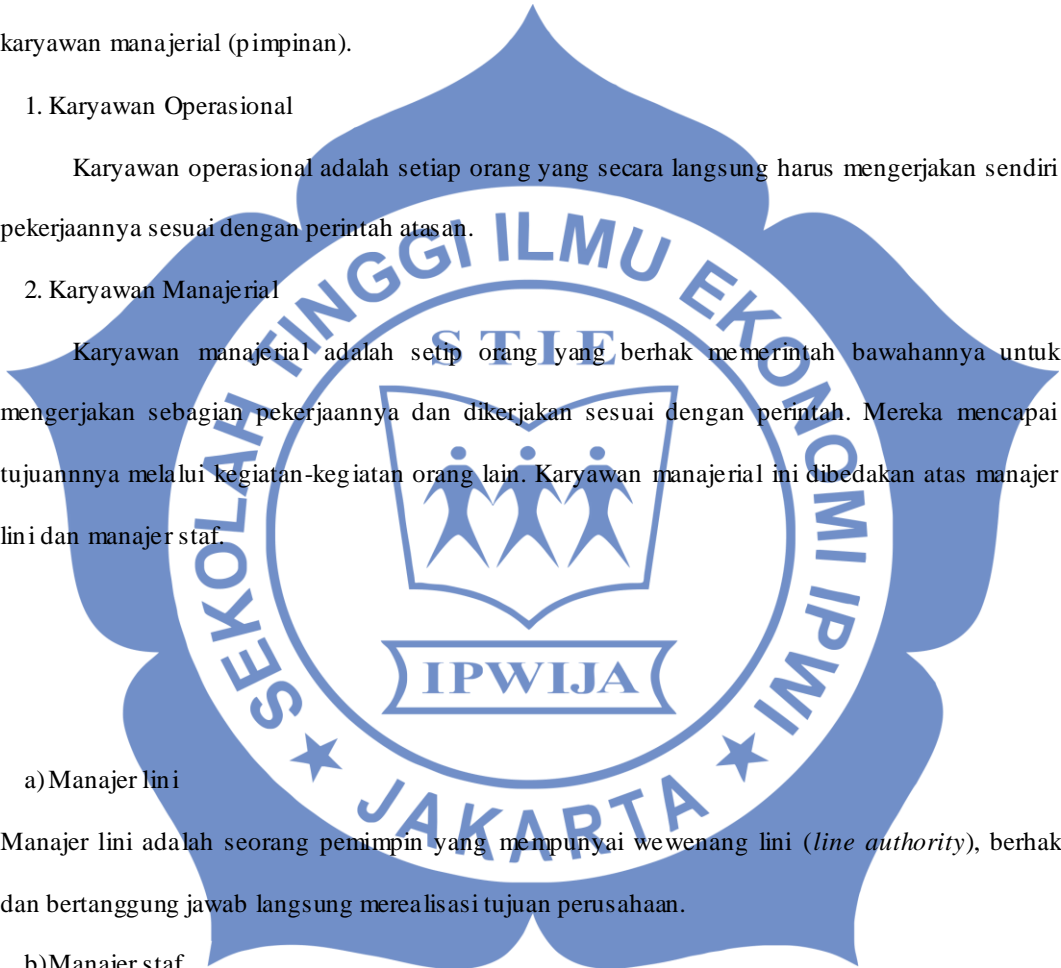 karyawan manajerial (pimpinan).
1. Karyawan Operasional
Karyawan operasional adalah setiap orang yang secara langsung harus mengerjakan sendiri
pekerjaannya sesuai dengan perintah atasan.
2. Karyawan Manajerial
Karyawan manajerial adalah setip orang yang berhak memerintah bawahannya untuk
mengerjakan sebagian pekerjaannya dan dikerjakan sesuai dengan perintah. Mereka mencapai
tujuannnya melalui kegiatan-kegiatan orang lain. Karyawan manajerial ini dibedakan atas manajer
lini dan manajer staf.
a) Manajer lini
Manajer lini adalah seorang pemimpin yang mempunyai wewenang lini (line authority), berhak
dan bertanggung jawab langsung merealisasi tujuan perusahaan.
b) Manajer staf
SEKOLAH TINGGI ILMU EKONOMI IPWI
STIE
IPWIJA
★ JAKARTA ★